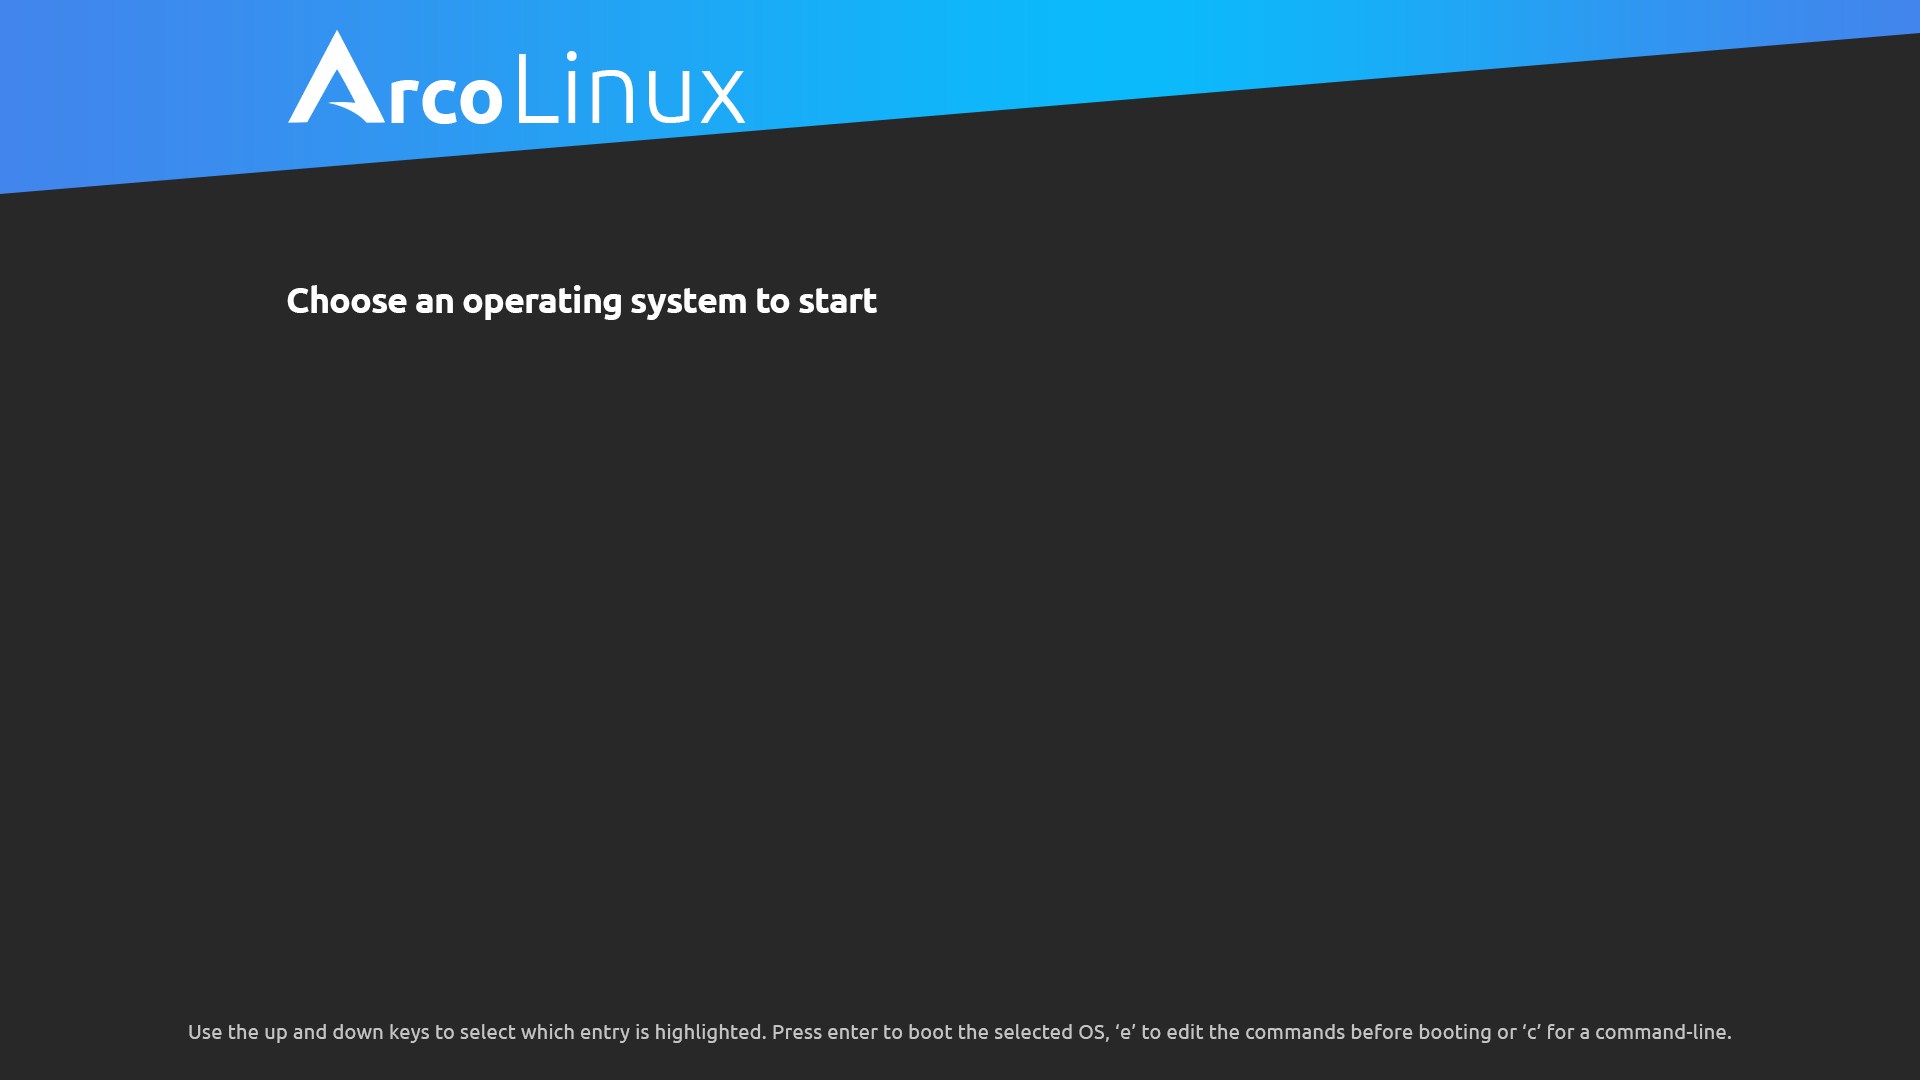 ArcoLinux
Choose an operating system to start
Use the up and down keys to select which entry is highlighted. Press enter to boot the selected OS, ‘e’ to edit the commands before booting or ‘c’ for a command-line.